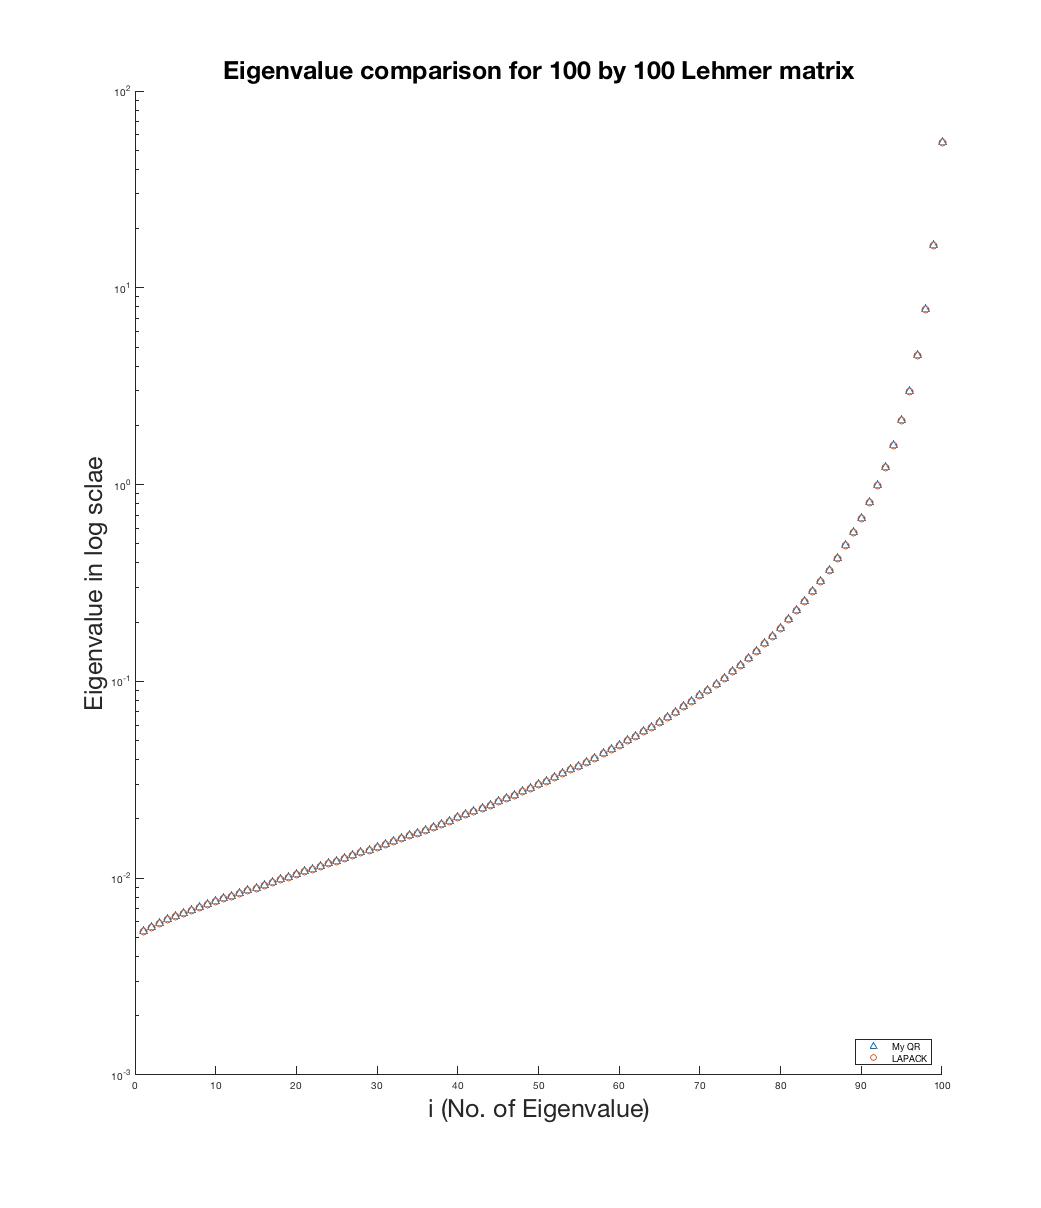 Eigenvalue comparison for 100 by 100 Lehmer matrix
Eigenvalue in log sclae
10^2
10^1
10^0
10^-1
10^-2
10^-3
0 10 20 30 40 50 60 70 80 90 100
i (No. of Eigenvalue)
My QR
LAPACK